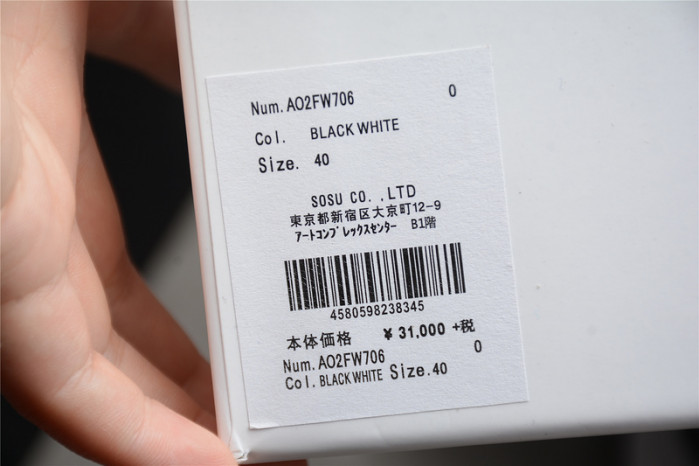 Num. AO2FW706 0
Col. BLACK WHITE
Size. 40
SOSU CO. ,LTD
東京都新宿区大京町12-9
ｱｰﾄｺﾝﾌﾟﾚｯｸｽｾﾝﾀｰ B1階
4580598238345
本体価格 ¥ 31,000 +税
Num. AO2FW706 0
Col. BLACK WHITE Size. 40